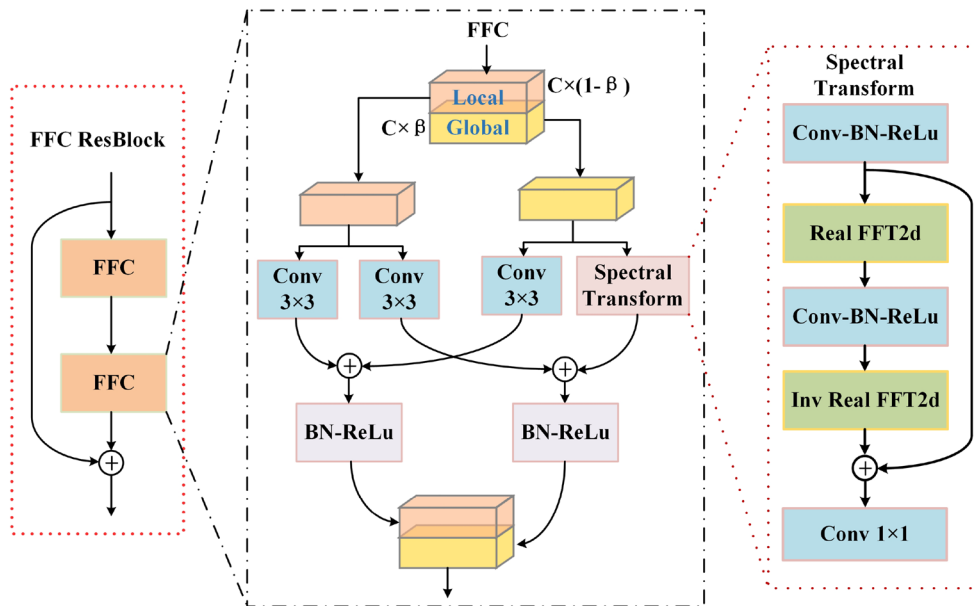 FFC ResBlock
FFC
FFC
+
FFC
Local
Global
C×(1-β)
C×β
Conv
3×3
Conv
3×3
Conv
3×3
Spectral
Transform
+
+
BN-ReLu
BN-ReLu
Spectral
Transform
Conv-BN-ReLu
Real FFT2d
Conv-BN-ReLu
Inv Real FFT2d
+
Conv 1×1